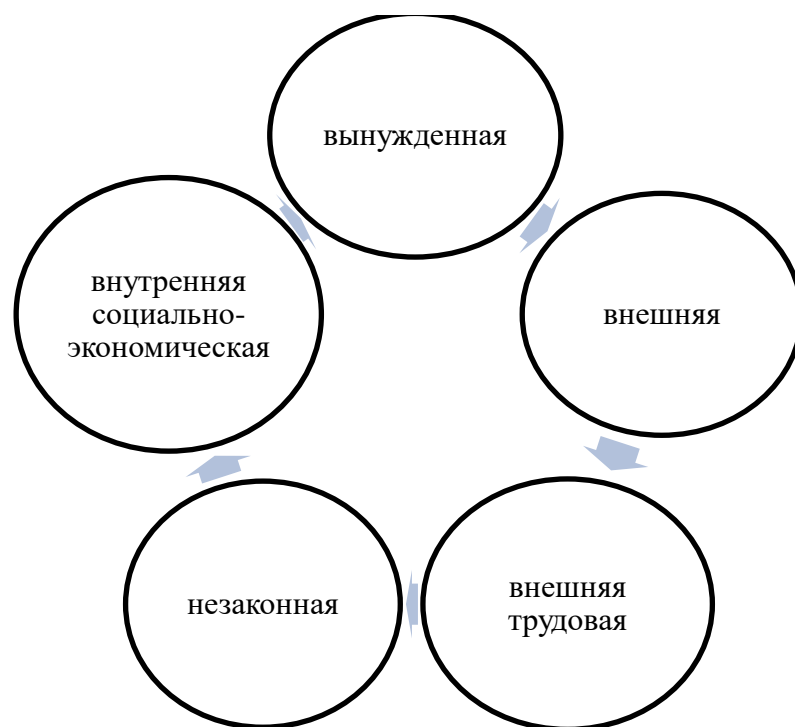 вынужденная
внешняя
внешняя
трудовая
незаконная
внутренняя
социально-
экономическая